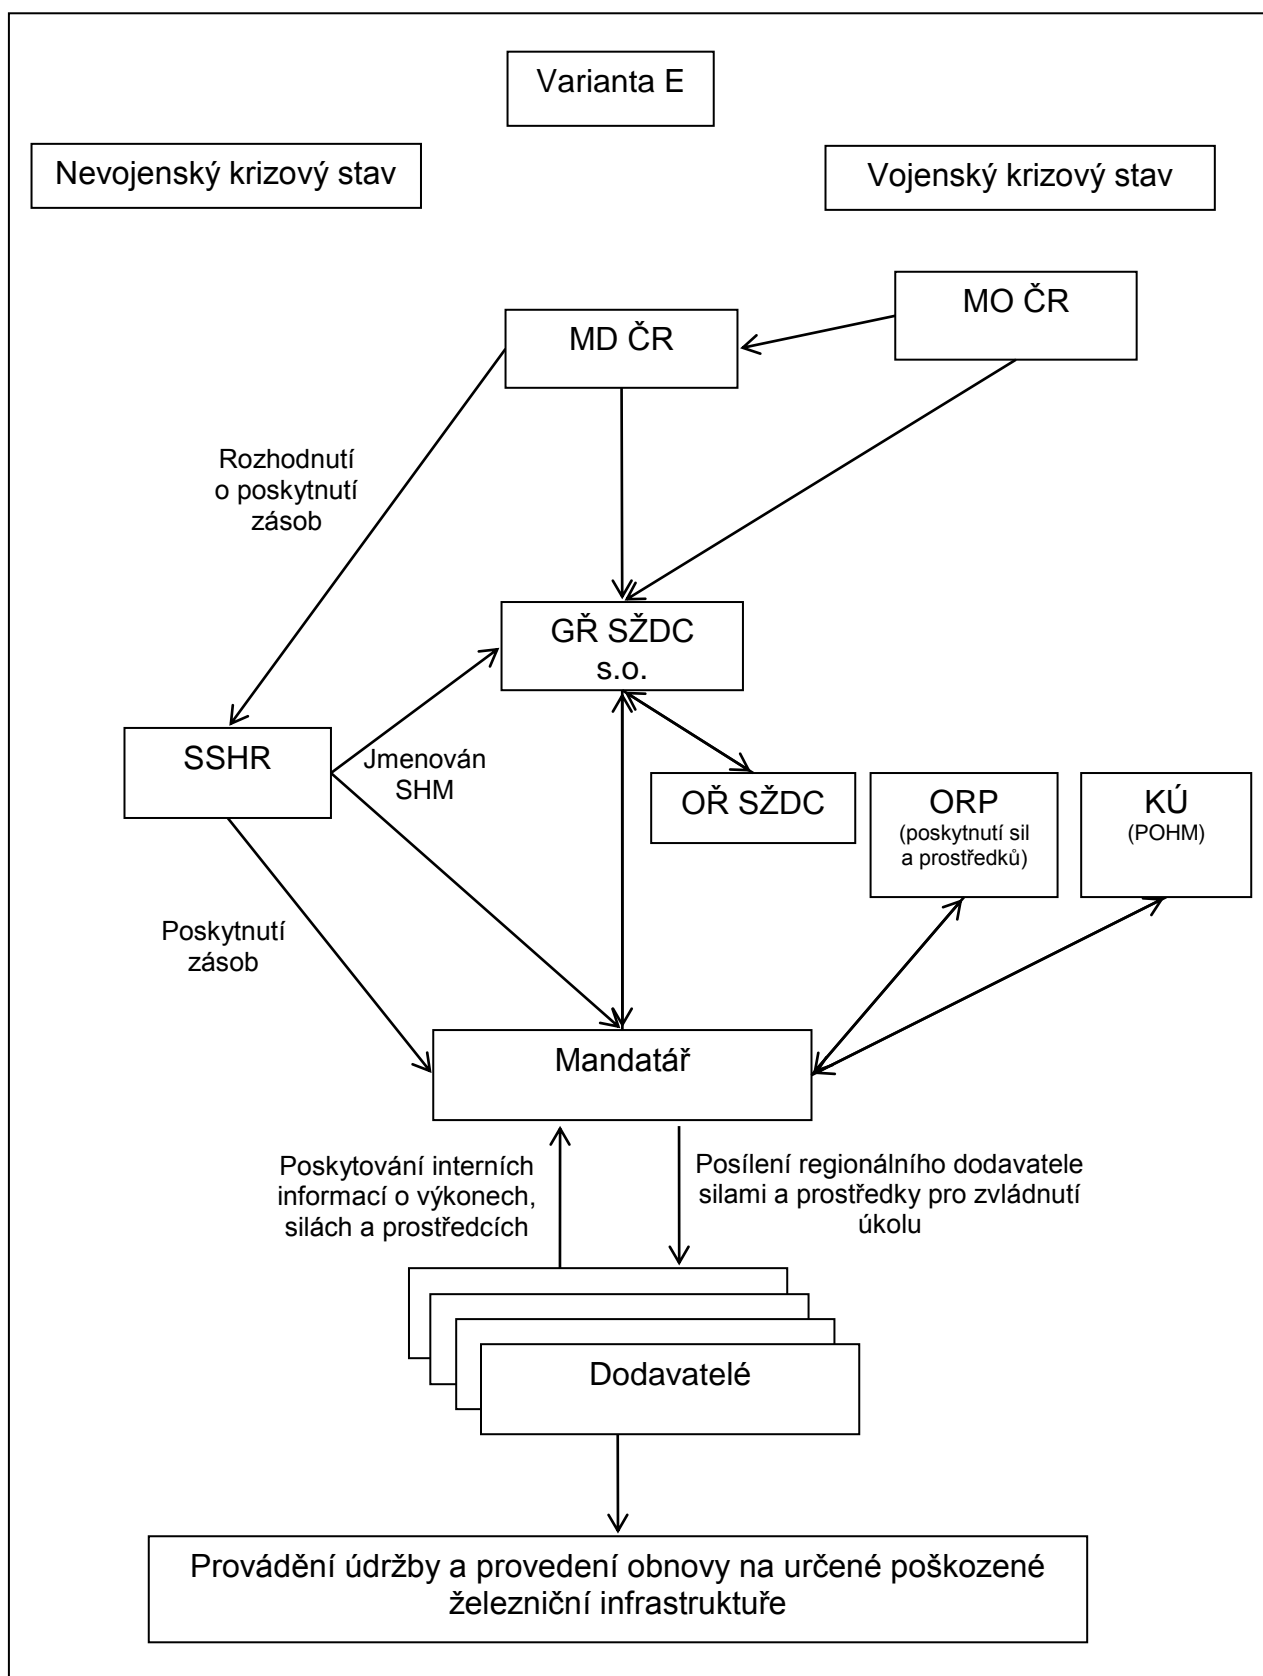 Varianta E
Nevojenský krizový stav
Vojenský krizový stav
MO ČR
MD ČR
Rozhodnutí
o poskytnutí
zásob
GŘ SŽDC
s.o.
SSHR
Jmenován
SHM
OŘ SŽDC
ORP
(poskytnutí sil
a prostředků)
KÚ
(POHM)
Poskytnutí
zásob
Mandatář
Poskytování interních
informací o výkonech,
silách a prostředcích
Posílení regionálního dodavatele
silami a prostředky pro zvládnutí
úkolu
Dodavatelé
Provádění údržby a provedení obnovy na určené poškozené
železniční infrastruktuře